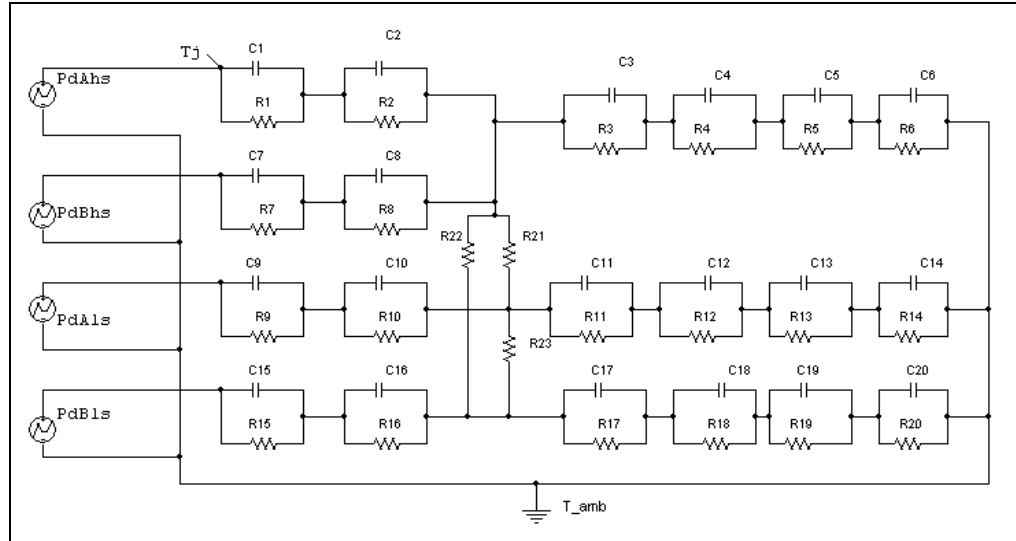 C2
Tj C1
C3 C4 C5 C6
PdAhs
R1 R2
R3 R4 R5 R6
C7 C8
PdBhs R7 R8
R22 R21
C9 C10 C11 C12 C13 C14
PdAls R9 R10 R11 R12 R13 R14
R23
C15 C16 C17 C18 C19 C20
PdBls R15 R16 R17 R18 R19 R20
T_amb